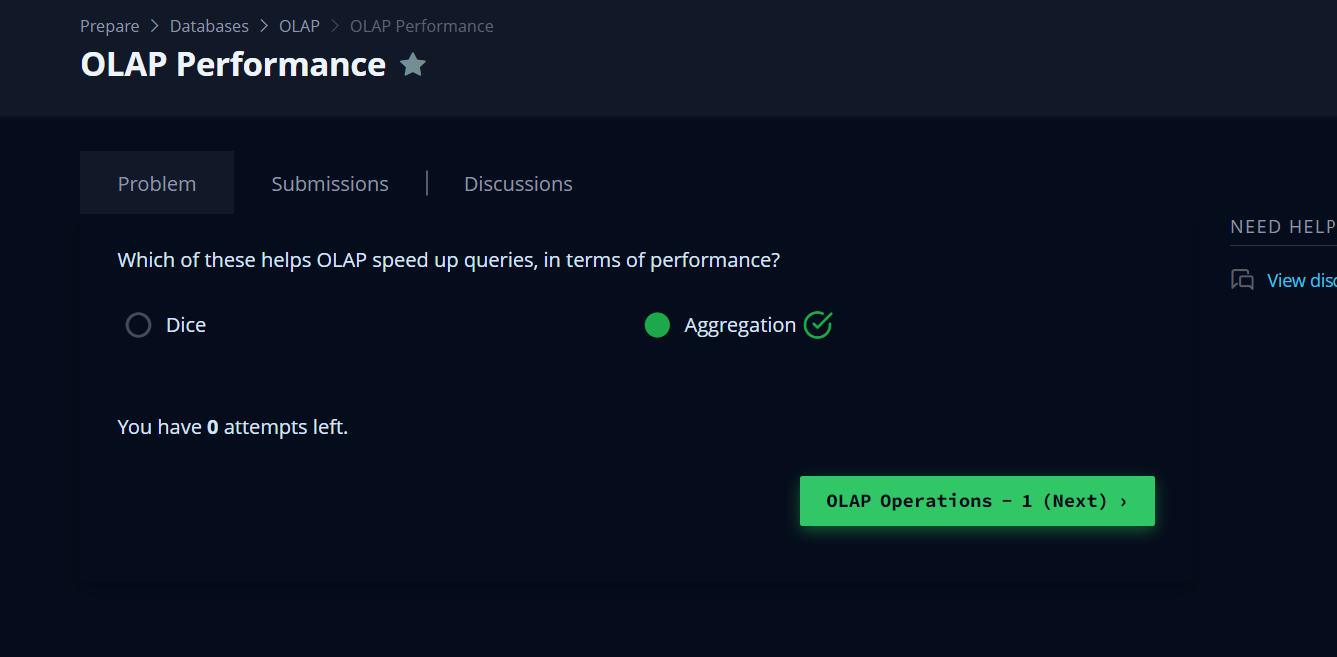 Prepare > Databases > OLAP > OLAP Performance
OLAP Performance
Problem Submissions | Discussions
NEED HELP
Which of these helps OLAP speed up queries, in terms of performance?
View disc
Dice Aggregation
You have 0 attempts left.
OLAP Operations - 1 (Next) ›